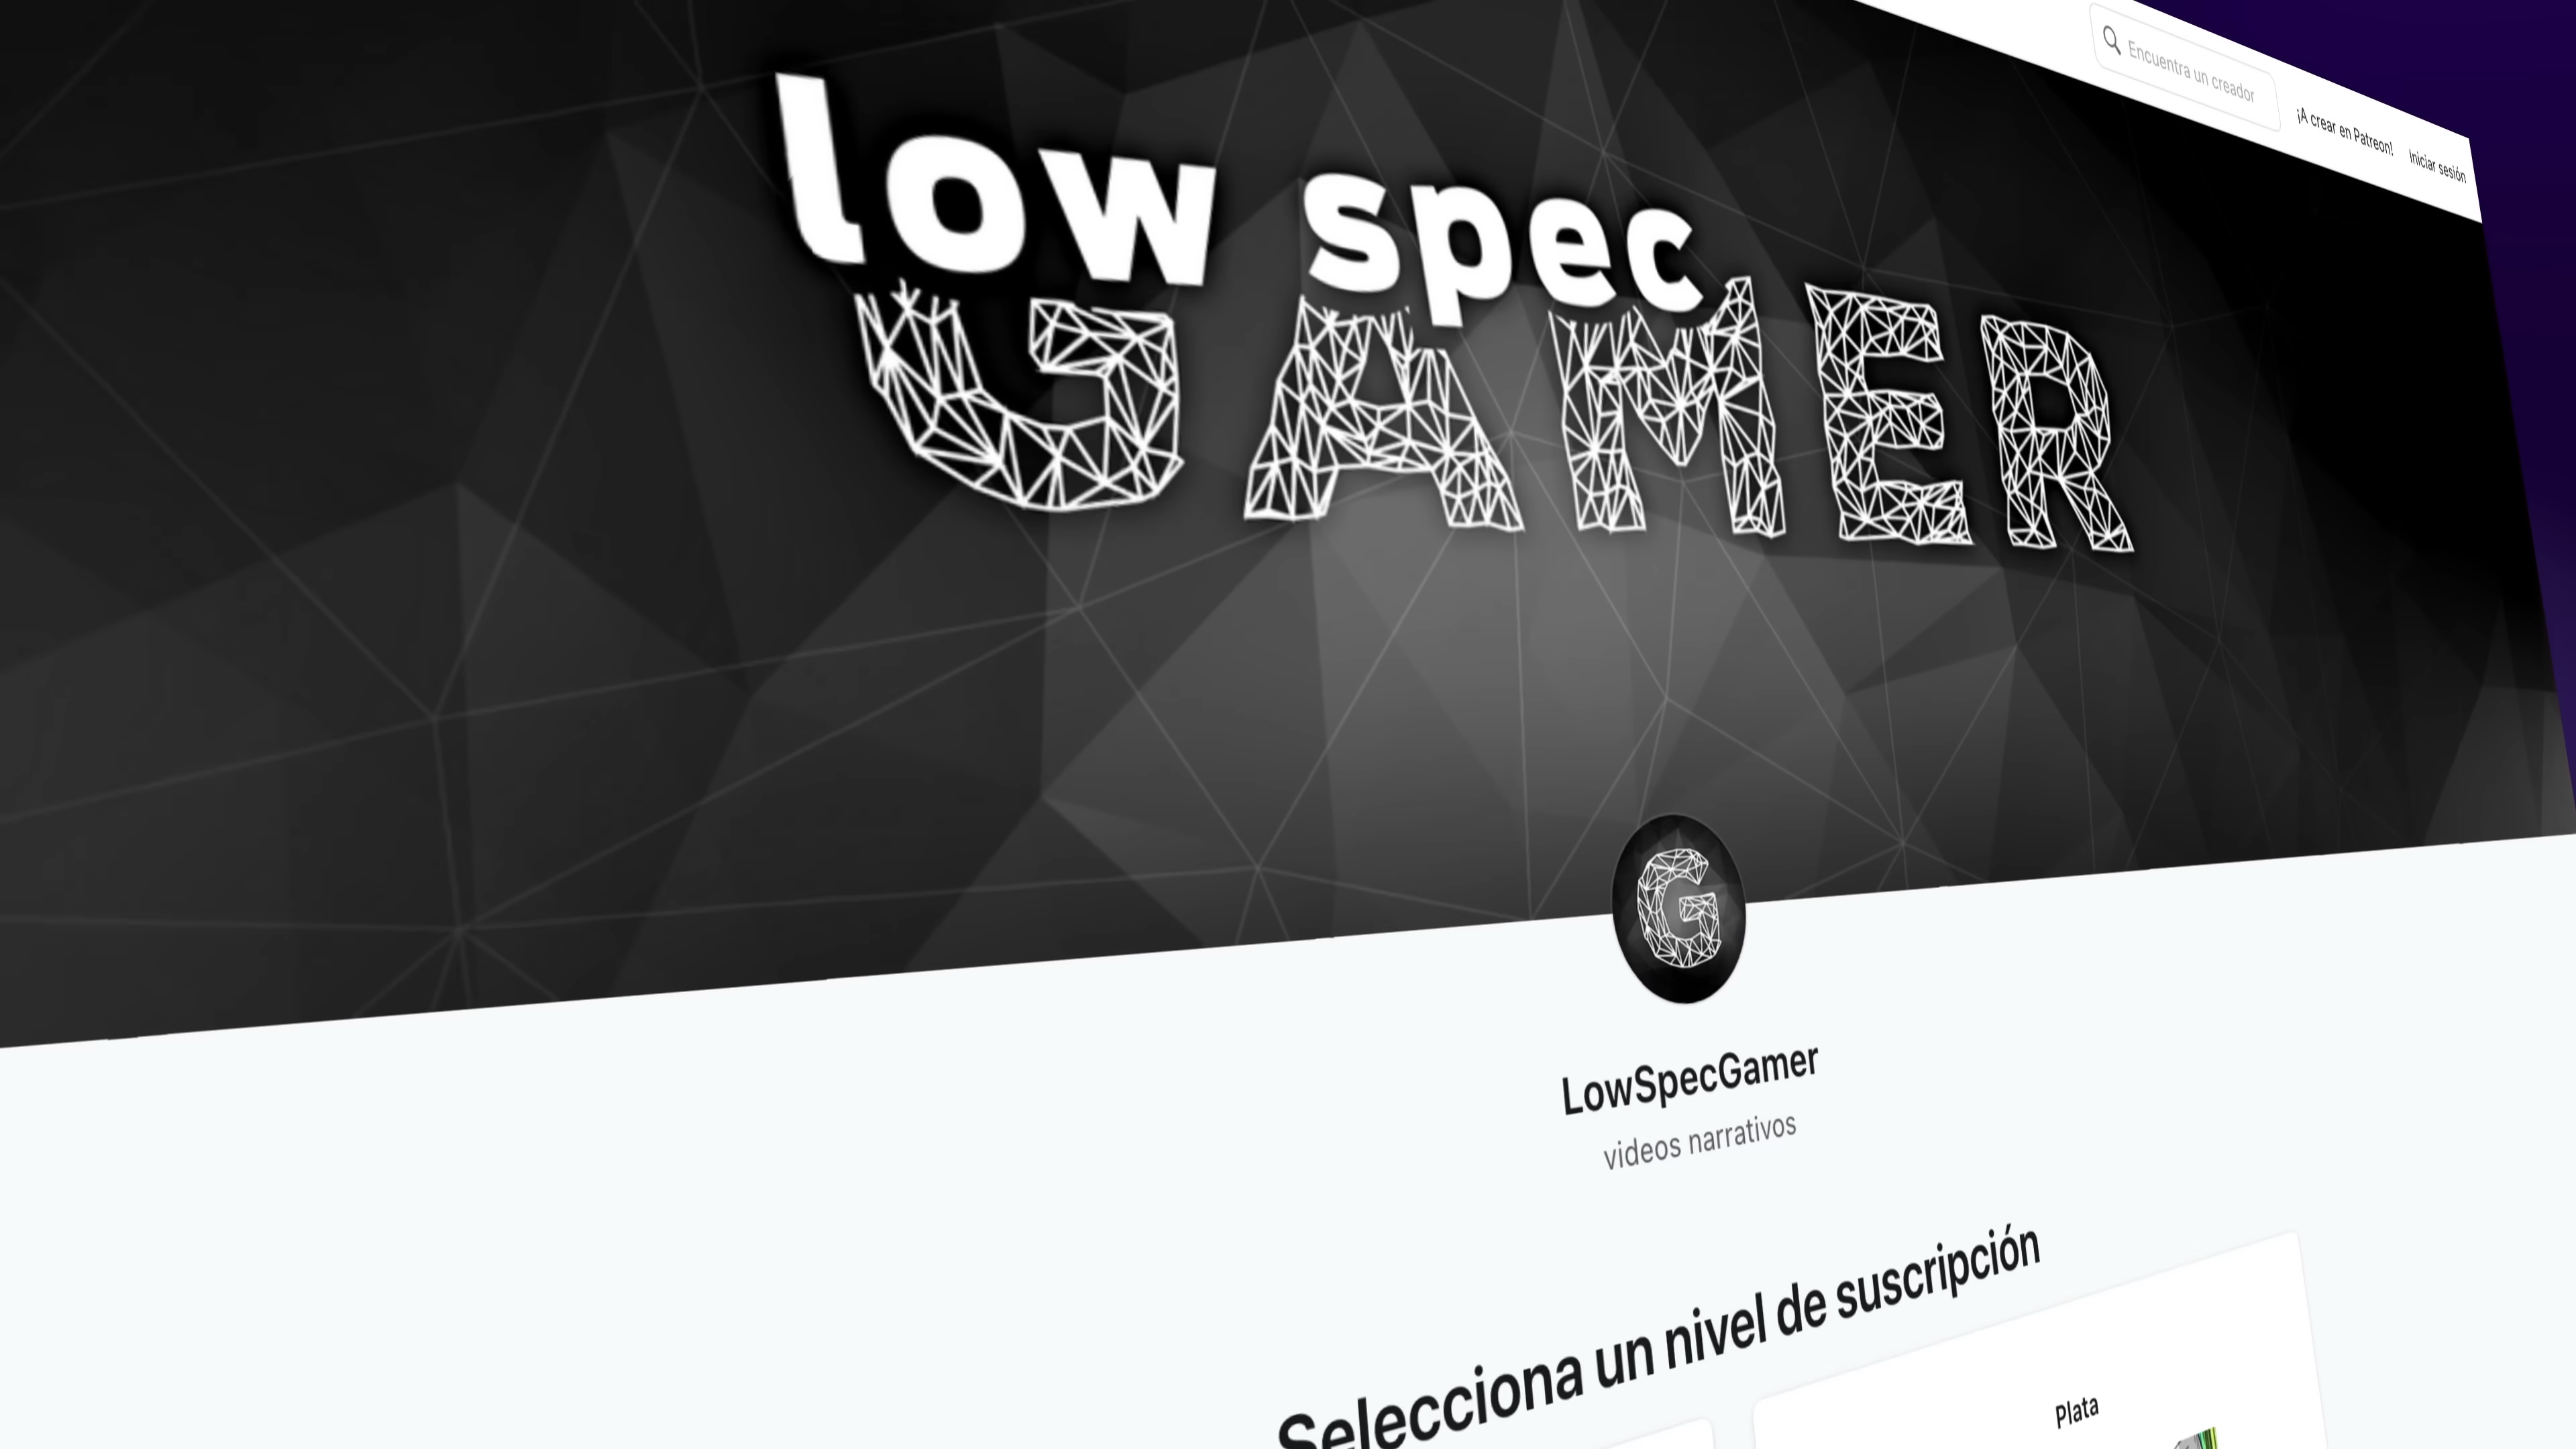 Encuentra un creador
¡A crear en Patreon!
Iniciar sesión
low spec
GAMER
G
LowSpecGamer
videos narrativos
Selecciona un nivel de suscripción
Plata